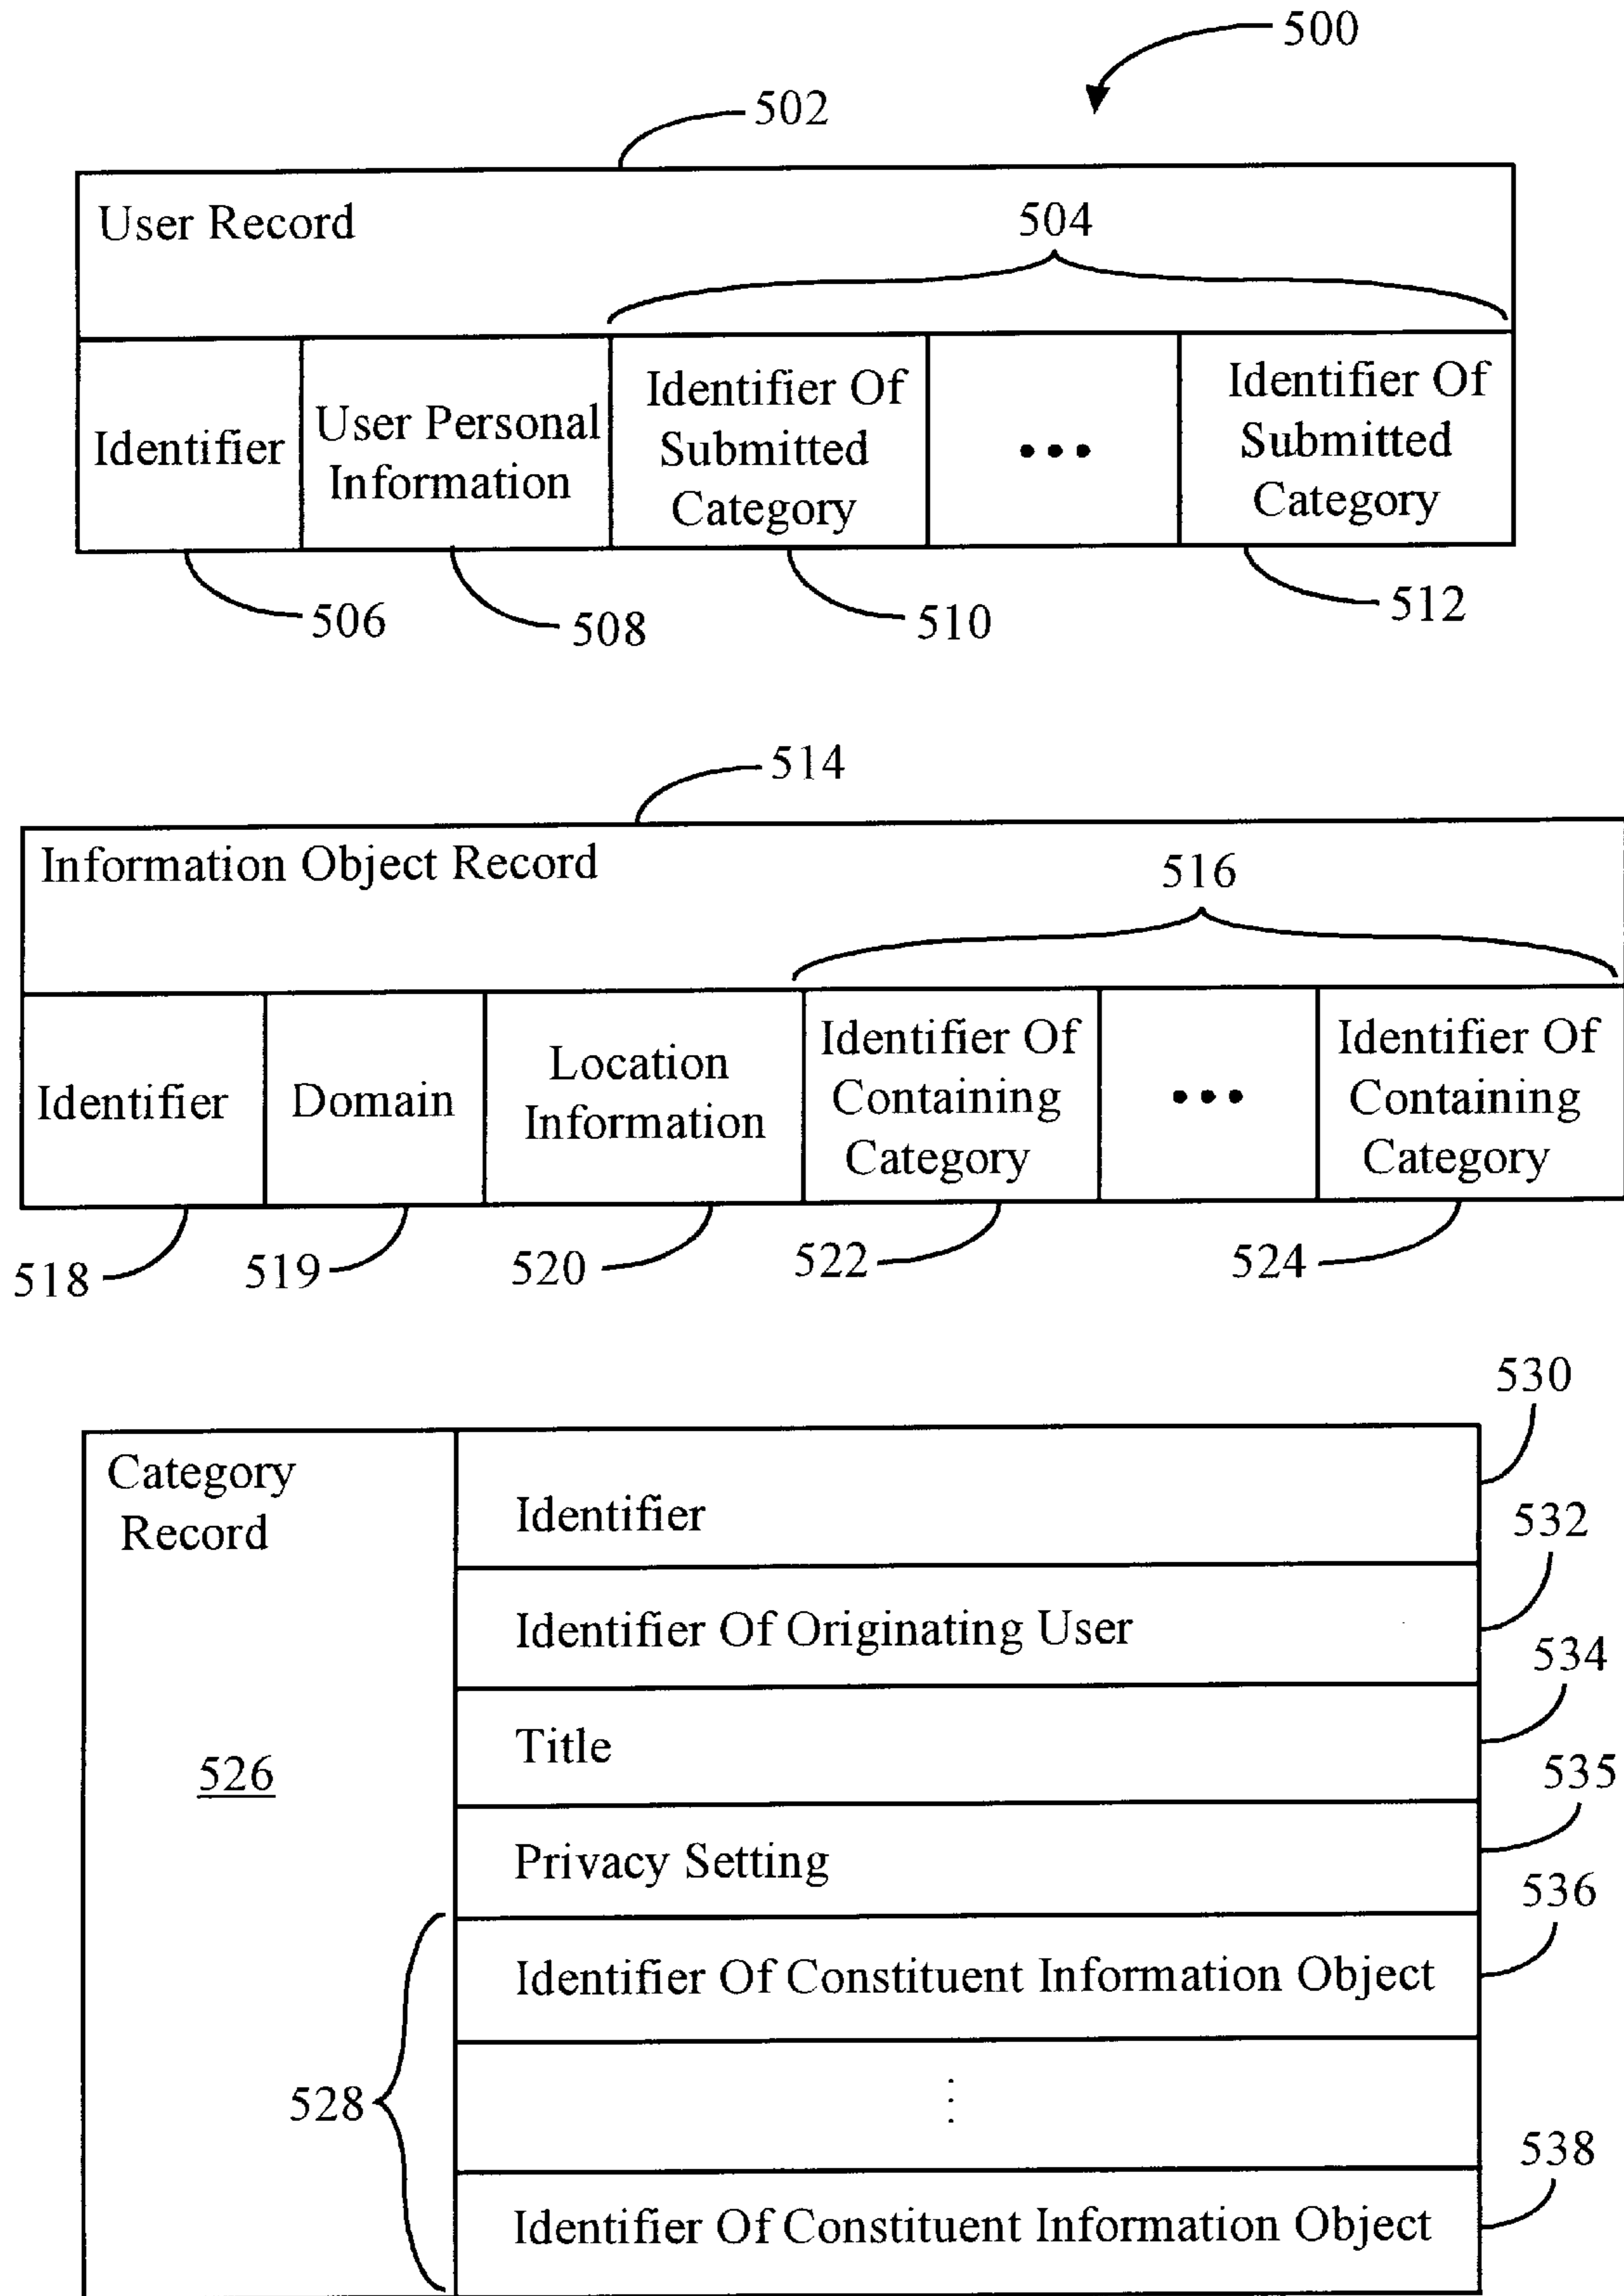 500
502
User Record
504
Identifier
User Personal
Information
Identifier Of
Submitted
Category
•••
Identifier Of
Submitted
Category
506
508
510
512
514
Information Object Record
516
Identifier
Domain
Location
Information
Identifier Of
Containing
Category
•••
Identifier Of
Containing
Category
518
519
520
522
524
530
Category
Record
Identifier
532
Identifier Of Originating User
534
Title
526
535
Privacy Setting
536
Identifier Of Constituent Information Object
528
⋮
538
Identifier Of Constituent Information Object